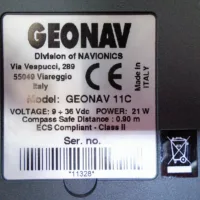 GEONAV
Division of NAVIONICS
Via Vespucci, 289
55049 Viareggio
Italy
CE
Made in
ITALY
Model: GEONAV 11C
VOLTAGE: 9 ÷ 36 Vdc - POWER: 21 W
Compass Safe Distance : 0.90 m
ECS Compliant - Class II
Ser. no.
*11328*